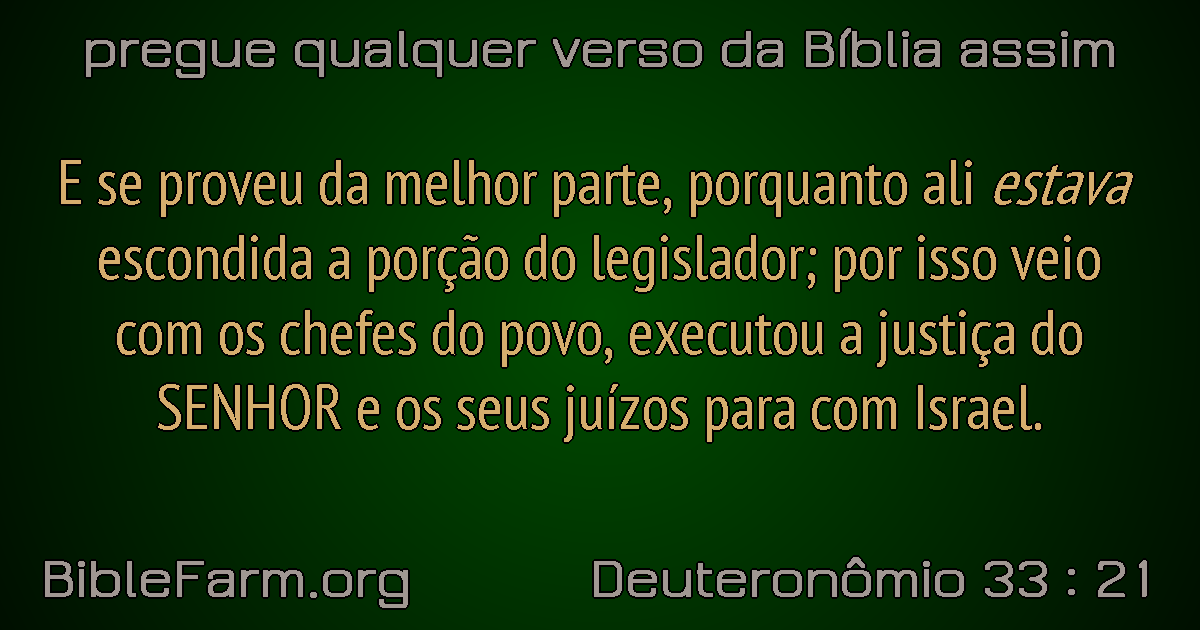 pregue qualquer verso da Bíblia assim
E se proveu da melhor parte, porquanto ali estava
escondida a porção do legislador; por isso veio
com os chefes do povo, executou a justiça do
SENHOR e os seus juízos para com Israel.
BibleFarm.org
Deuteronômio 33 : 21